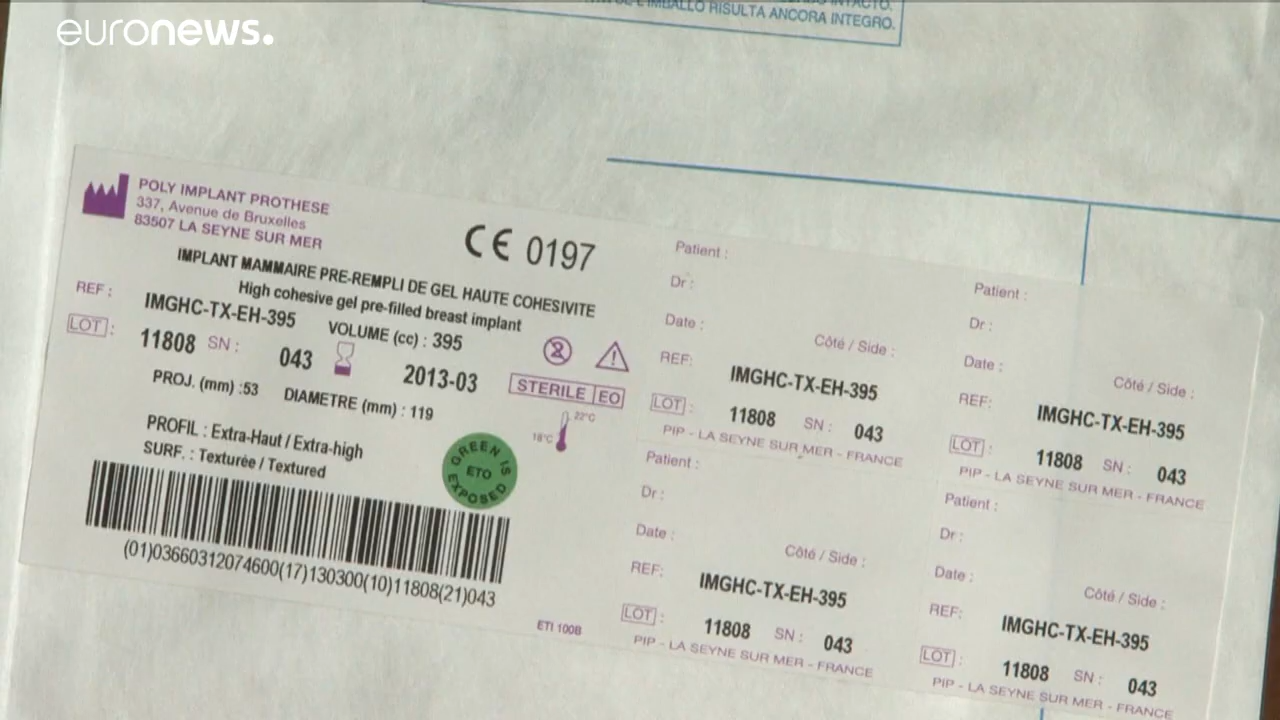 euronews.
L'IMBALLO RISULTA ANCORA INTEGRO.
POLY IMPLANT PROTHESE
337, Avenue de Bruxelles
83507 LA SEYNE SUR MER
CE 0197
IMPLANT MAMMAIRE PRE-REMPLI DE GEL HAUTE COHESIVITE
High cohesive gel pre-filled breast implant
REF : IMGHC-TX-EH-395 VOLUME (cc) : 395
LOT : 11808 SN : 043 2013-03
STERILE EO
PROJ. (mm) :53 DIAMETRE (mm) : 119
18°C 22°C
PROFIL : Extra-Haut / Extra-high
SURF. : Texturée / Textured
GREEN IS EXPOSED
ETO
(01)03660312074600(17)130300(10)11808(21)043
ETI 100B
Patient :
Dr :
Date : Côté / Side :
REF: IMGHC-TX-EH-395
LOT : 11808 SN : 043
PIP - LA SEYNE SUR MER - FRANCE
Patient :
Dr :
Date : Côté / Side :
REF: IMGHC-TX-EH-395
LOT : 11808 SN : 043
PIP - LA SEYNE SUR MER - FRANCE
Patient :
Dr :
Date : Côté / Side :
REF: IMGHC-TX-EH-395
LOT : 11808 SN : 043
PIP - LA SEYNE SUR MER - FRANCE
Patient :
Dr :
Date : Côté / Side :
REF: IMGHC-TX-EH-395
LOT : 11808 SN : 043
PIP - LA SEYNE SUR MER - FRANCE